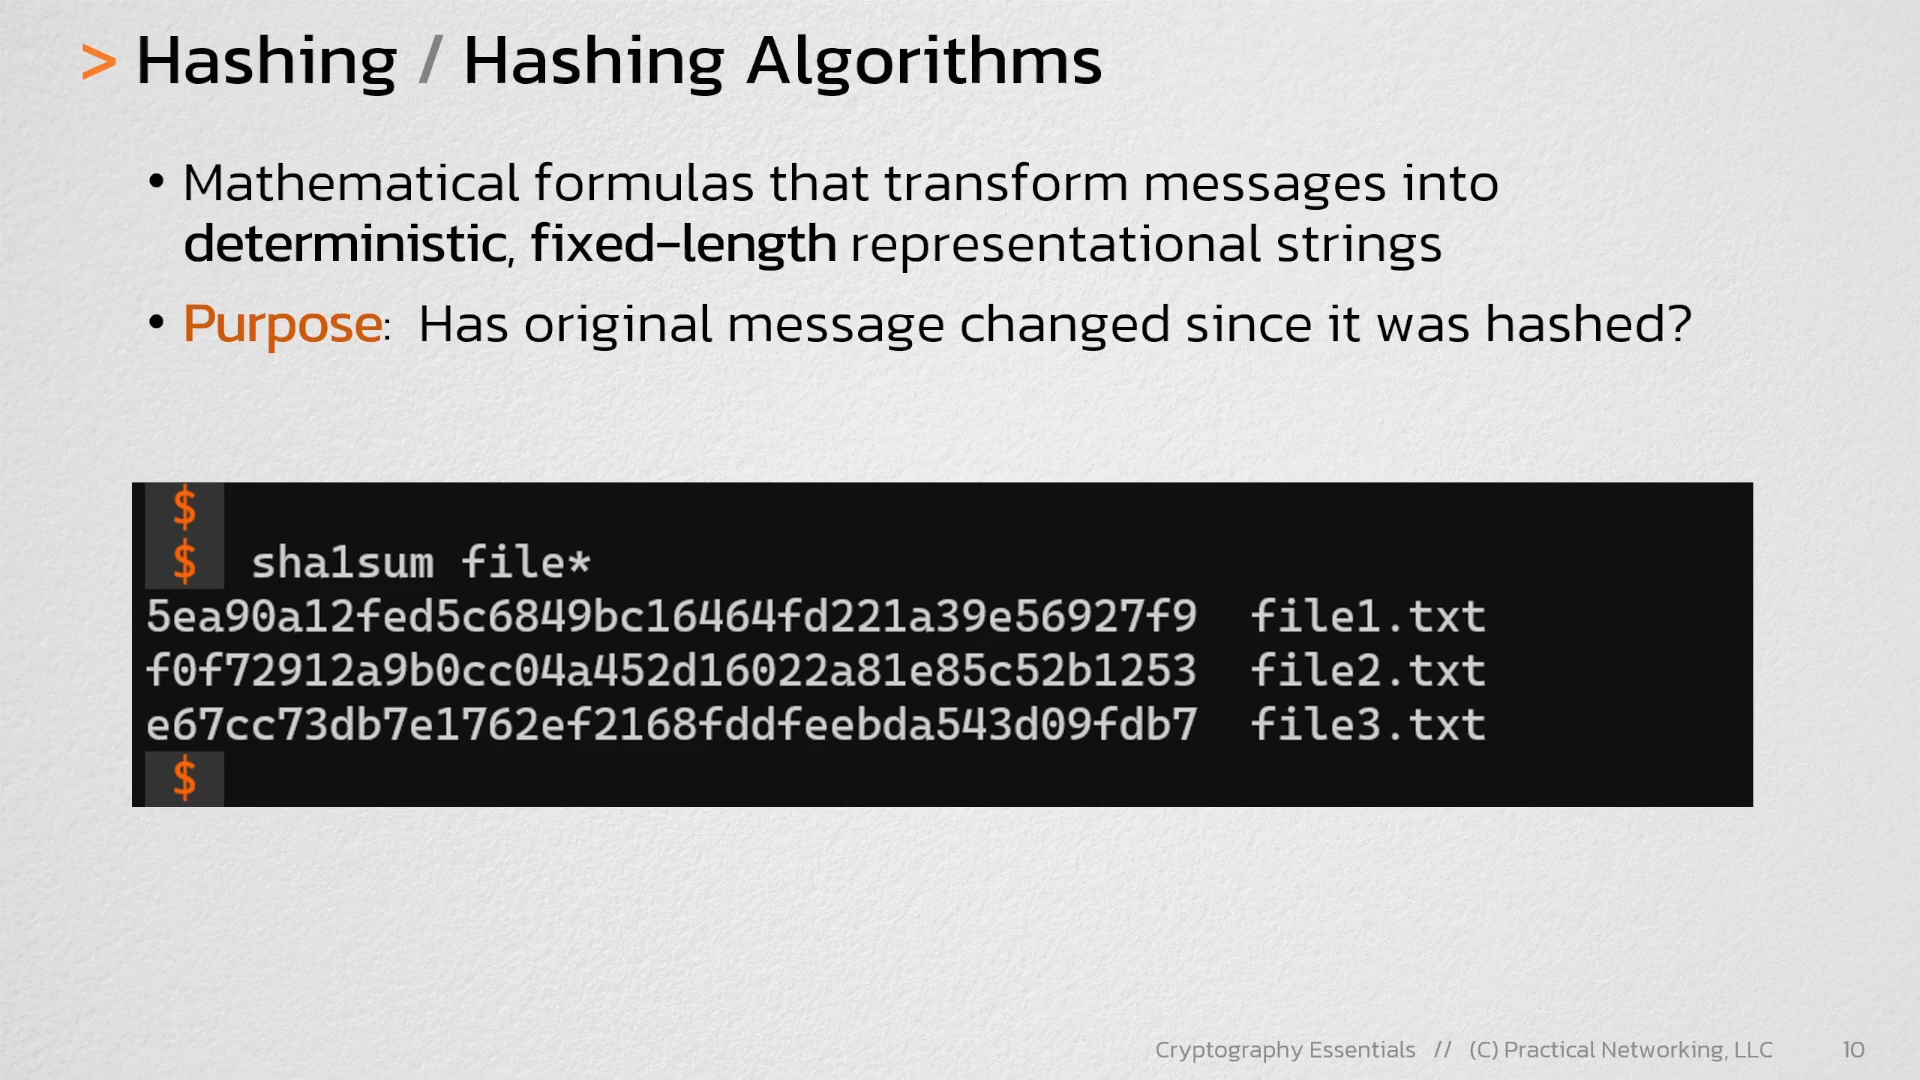 > Hashing / Hashing Algorithms
• Mathematical formulas that transform messages into
deterministic, fixed-length representational strings
• Purpose: Has original message changed since it was hashed?
$
$ sha1sum file*
5ea90a12fed5c6849bc16464fd221a39e56927f9 file1.txt
f0f72912a9b0cc04a452d16022a81e85c52b1253 file2.txt
e67cc73db7e1762ef2168fddfeebda543d09fdb7 file3.txt
$
Cryptography Essentials // (C) Practical Networking, LLC 10